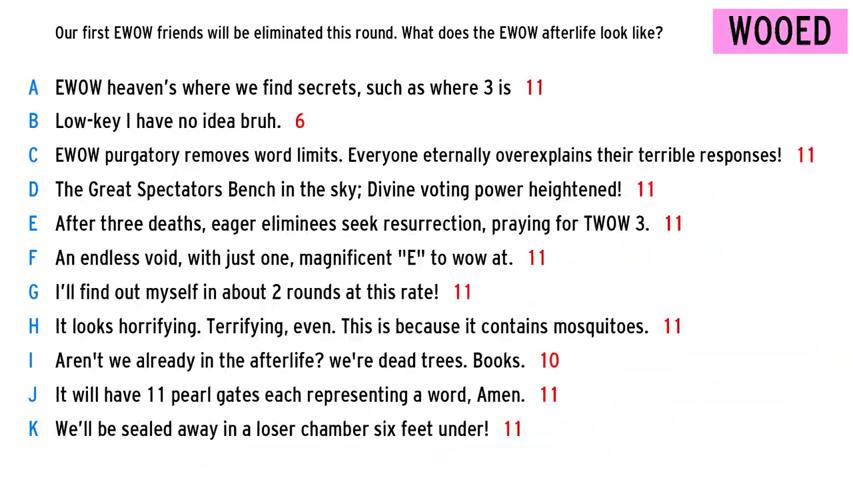 Our first EWOW friends will be eliminated this round. What does the EWOW afterlife look like?
WOOED
A EWOW heaven's where we find secrets, such as where 3 is 11
B Low-key I have no idea bruh. 6
C EWOW purgatory removes word limits. Everyone eternally overexplains their terrible responses! 11
D The Great Spectators Bench in the sky; Divine voting power heightened! 11
E After three deaths, eager eliminees seek resurrection, praying for TWOW 3. 11
F An endless void, with just one, magnificent "E" to wow at. 11
G I'll find out myself in about 2 rounds at this rate! 11
H It looks horrifying. Terrifying, even. This is because it contains mosquitoes. 11
I Aren't we already in the afterlife? we're dead trees. Books. 10
J It will have 11 pearl gates each representing a word, Amen. 11
K We'll be sealed away in a loser chamber six feet under! 11